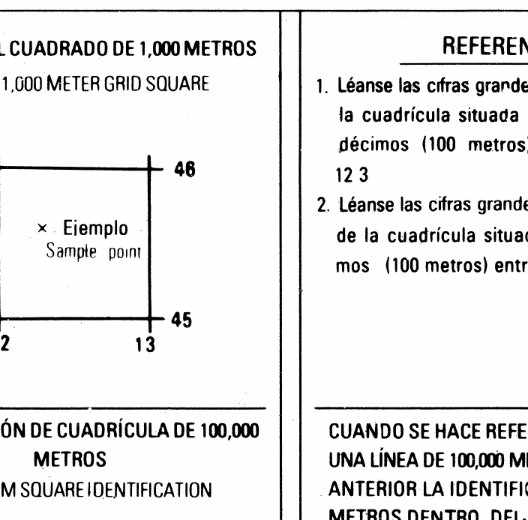 L CUADRADO DE 1,000 METROS
1,000 METER GRID SQUARE
46
× Ejemplo
Sample point
45
2 13
ÓN DE CUADRÍCULA DE 100,000
METROS
M SQUARE IDENTIFICATION
REFEREN
1. Léanse las cifras grande
la cuadrícula situada
décimos (100 metros)
12 3
2. Léanse las cifras grande
de la cuadrícula situad
mos (100 metros) entr
CUANDO SE HACE REFE
UNA LÍNEA DE 100,000 ME
ANTERIOR LA IDENTIFIC
METROS DENTRO DEL